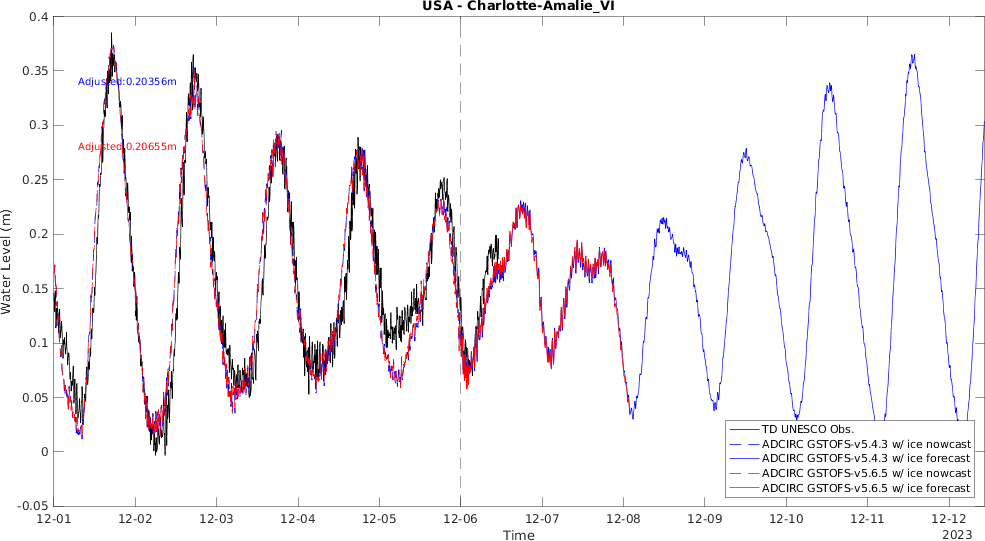 USA - Charlotte-Amalie_VI
0.4
0.35
0.3
0.25
0.2
0.15
0.1
0.05
0
-0.05
Water Level (m)
Adjusted:0.20356m
Adjusted:0.20655m
TD UNESCO Obs.
ADCIRC GSTOFS-v5.4.3 w/ ice nowcast
ADCIRC GSTOFS-v5.4.3 w/ ice forecast
ADCIRC GSTOFS-v5.6.5 w/ ice nowcast
ADCIRC GSTOFS-v5.6.5 w/ ice forecast
12-01 12-02 12-03 12-04 12-05 12-06 12-07 12-08 12-09 12-10 12-11 12-12
Time
2023